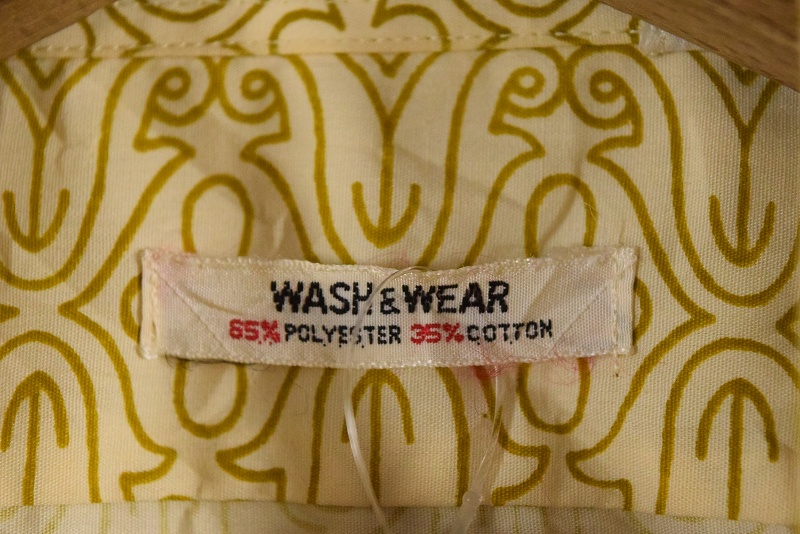 WASH & WEAR
65% POLYESTER 35% COTTON